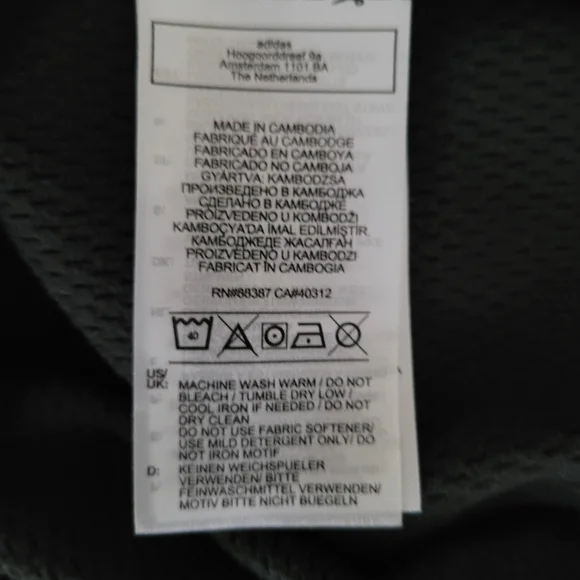 adidas
Hoogoorddreef 9a
Amsterdam 1101 BA
The Netherlands
MADE IN CAMBODIA
FABRIQUÉ AU CAMBODGE
FABRICADO EN CAMBOYA
FABRICADO NO CAMBOJA
GYÁRTVA: KAMBODZSA
ПРОИЗВЕДЕНО В КАМБОДЖА
СДЕЛАНО В КАМБОДЖЕ
PROIZVEDENO U KOMBODŽI
KAMBOÇYA'DA İMAL EDİLMİŞTİR
КАМБОДЖЕДЕ ЖАСАЛҒАН
PROIZVEDENO U KAMBODZI
FABRICAT ÎN CAMBOGIA
RN#88387 CA#40312
40
US/
UK: MACHINE WASH WARM / DO NOT
BLEACH / TUMBLE DRY LOW /
COOL IRON IF NEEDED / DO NOT
DRY CLEAN
DO NOT USE FABRIC SOFTENER/
USE MILD DETERGENT ONLY/ DO
NOT IRON MOTIF
D: KEINEN WEICHSPUELER
VERWENDEN/ BITTE
FEINWASCHMITTEL VERWENDEN/
MOTIV BITTE NICHT BUEGELN